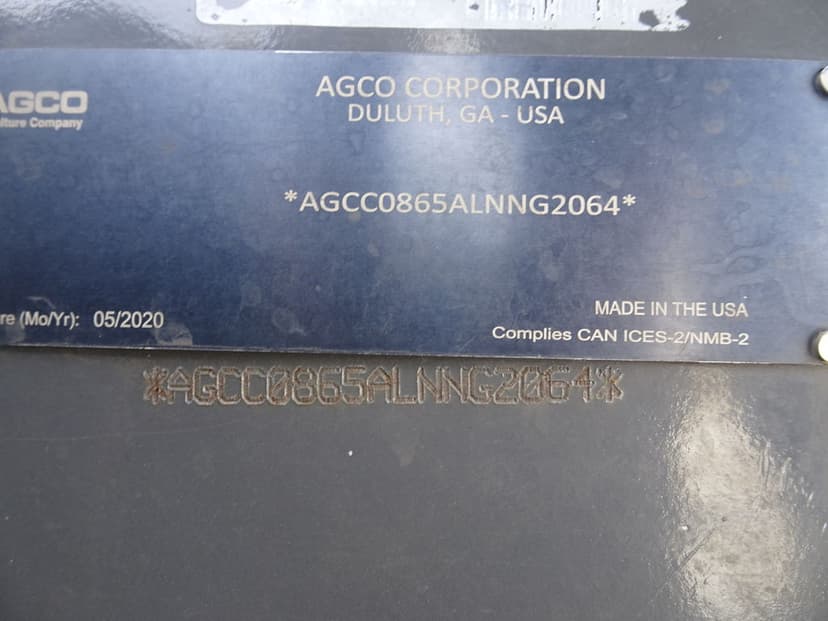 AGCO CORPORATION
DULUTH, GA - USA
AGCO
Company
*AGCC0865ALNNG2064*
MADE IN THE USA
(Mo/Yr): 05/2020
Complies CAN ICES-2/NMB-2
*AGCC0865ALNNG2064*